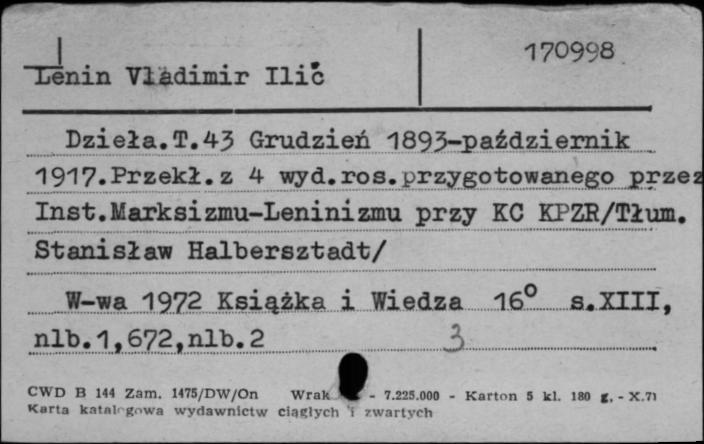 170998
Lenin Vladimir Ilič
Dzieła.T.43 Grudzień 1893-październik
1917.Przekł.z 4 wyd.ros.przygotowanego przez
Inst.Marksizmu-Leninizmu przy KC KPZR/Tłum.
Stanisław Halbersztadt/
W-wa 1972 Książka i Wiedza 16° s.XIII,
nlb.1,672,nlb.2
3
CWD B 144 Zam. 1475/DW/On Wrak - 7.225.000 - Karton 5 kl. 180 g. - X.71
Karta katalogowa wydawnictw ciągłych i zwartych